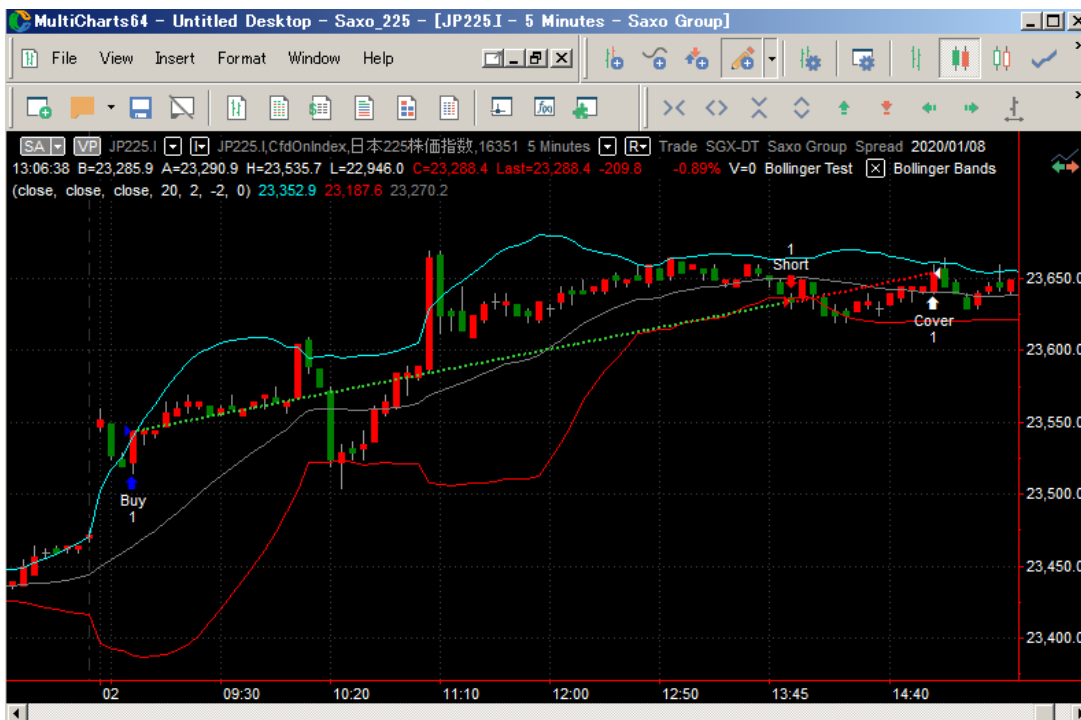 MultiCharts64 - Untitled Desktop - Saxo_225 - [JP225.I - 5 Minutes - Saxo Group]
File View Insert Format Window Help
f(x)
SA VP JP225.I I JP225.I,CfdOnIndex,日本225株価指数,16351 5 Minutes R Trade SGX-DT Saxo Group Spread 2020/01/08
13:06:38 B=23,285.9 A=23,290.9 H=23,535.7 L=22,946.0 C=23,288.4 Last=23,288.4 -209.8 -0.89% V=0 Bollinger Test Bollinger Bands
(close, close, close, 20, 2, -2, 0) 23,352.9 23,187.6 23,270.2
1
Short
23,650.0
Cover
1
23,600.0
23,550.0
Buy
1
23,500.0
23,450.0
23,400.0
02 09:30 10:20 11:10 12:00 12:50 13:45 14:40